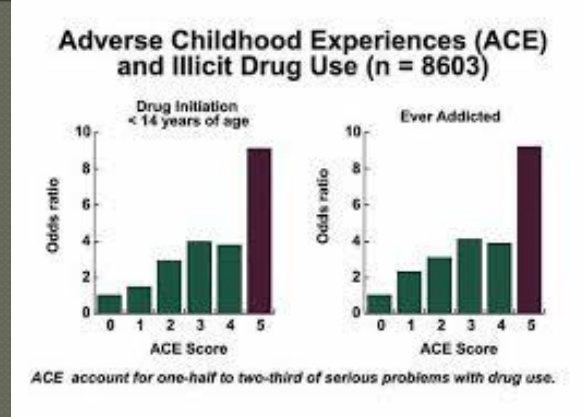 Adverse Childhood Experiences (ACE)
and Illicit Drug Use (n = 8603)
Drug Initiation
< 14 years of age
10
8
6
4
2
0
Odds ratio
0 1 2 3 4 5
ACE Score
Ever Addicted
10
8
6
4
2
0
Odds ratio
0 1 2 3 4 5
ACE Score
ACE account for one-half to two-third of serious problems with drug use.